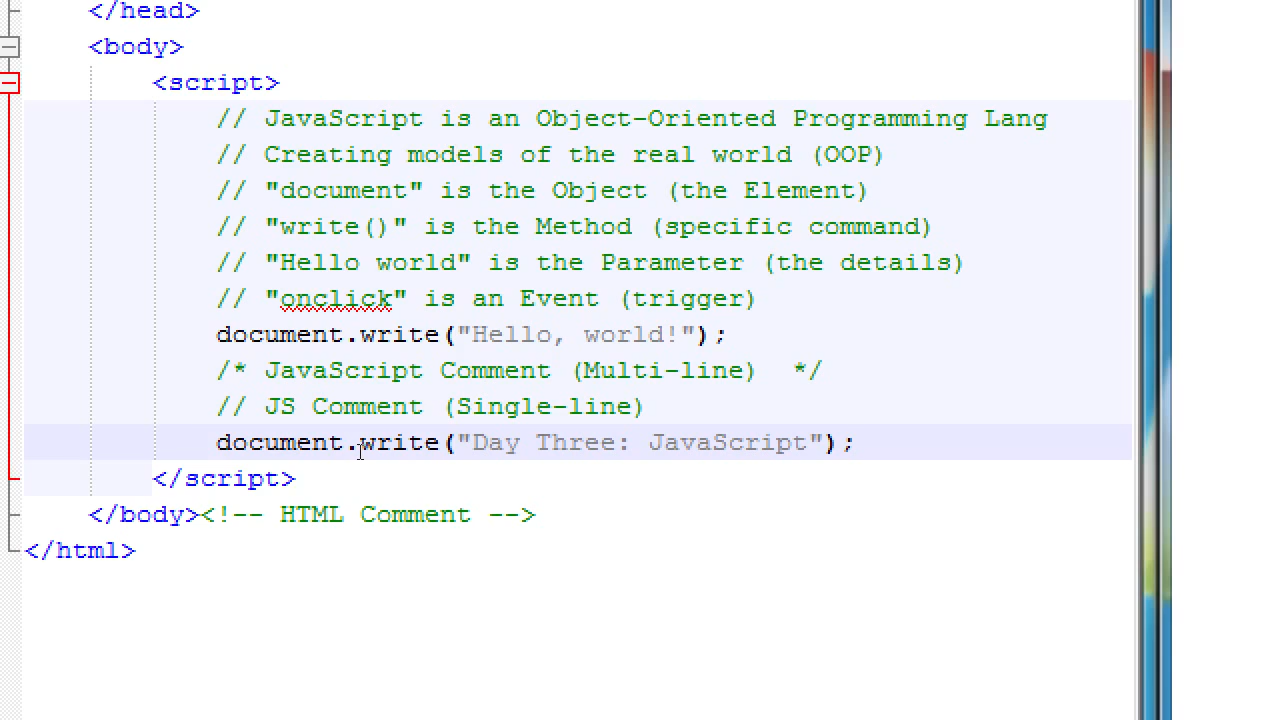 </head>
<body>
<script>
// JavaScript is an Object-Oriented Programming Lang
// Creating models of the real world (OOP)
// "document" is the Object (the Element)
// "write()" is the Method (specific command)
// "Hello world" is the Parameter (the details)
// "onclick" is an Event (trigger)
document.write("Hello, world!");
/* JavaScript Comment (Multi-line)  */
// JS Comment (Single-line)
document.write("Day Three: JavaScript");
</script>
</body><!-- HTML Comment -->
</html>